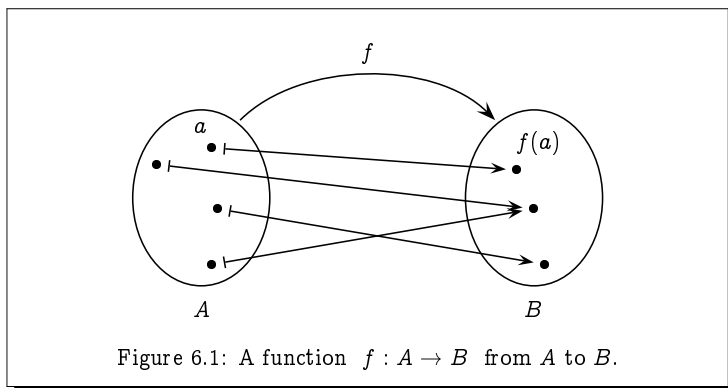 f
a
f(a)
A
B
Figure 6.1: A function f : A → B from A to B.